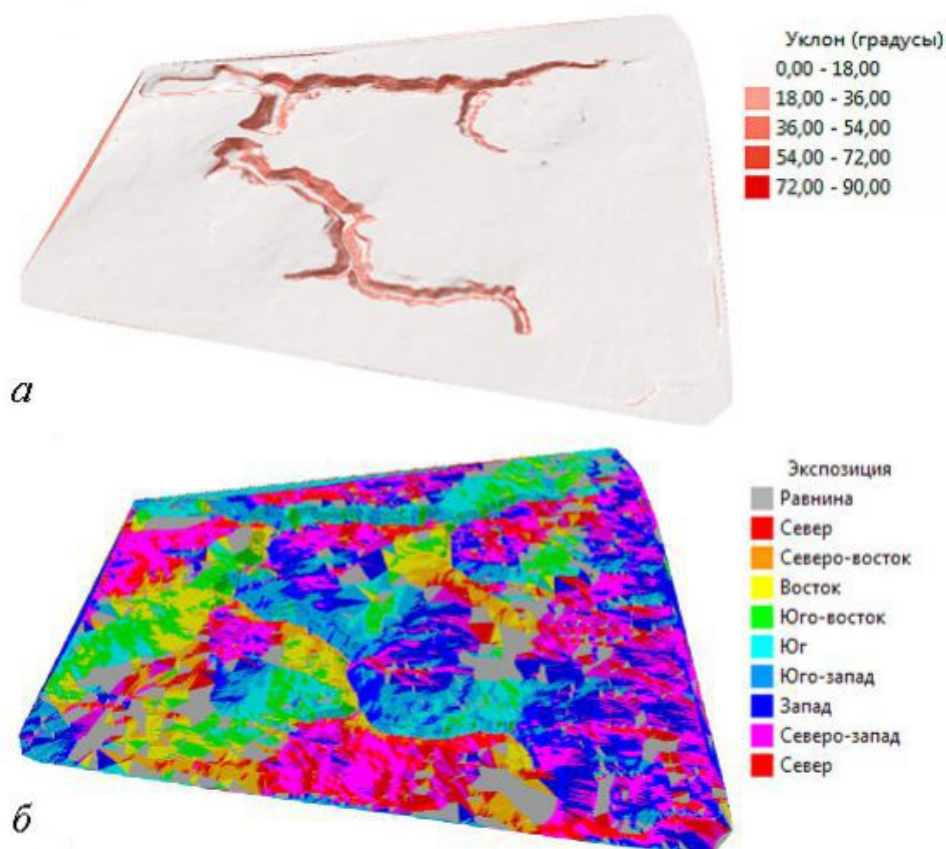 Уклон (градусы)
0,00 - 18,00
18,00 - 36,00
36,00 - 54,00
54,00 - 72,00
72,00 - 90,00
а
Экспозиция
Равнина
Север
Северо-восток
Восток
Юго-восток
Юг
Юго-запад
Запад
Северо-запад
Север
б